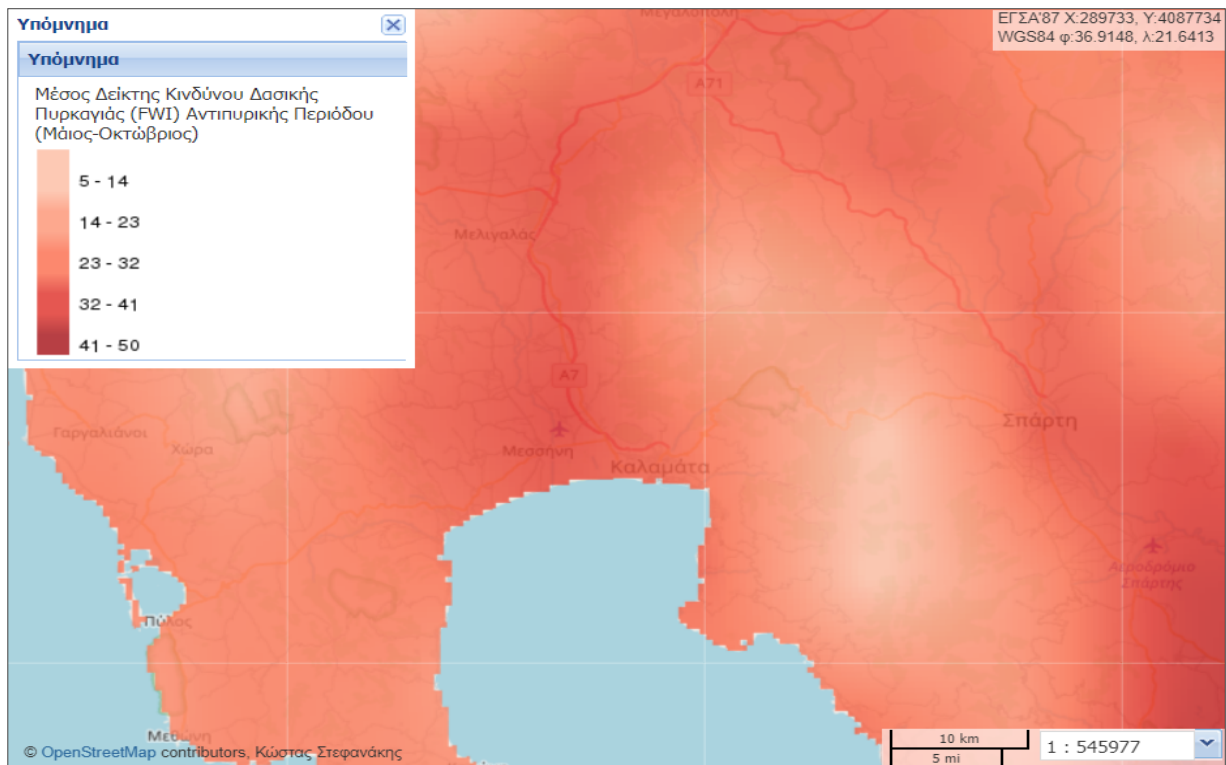 Υπόμνημα
Υπόμνημα
Μέσος Δείκτης Κινδύνου Δασικής
Πυρκαγιάς (FWI) Αντιπυρικής Περιόδου
(Μάιος-Οκτώβριος)
5 - 14
14 - 23
23 - 32
32 - 41
41 - 50
ΕΓΣΑ'87 X:289733, Y:4087734
WGS84 φ:36.9148, λ:21.6413
Μεγαλόπολη
A71
Μελιγαλάς
A7
Γαργαλιάνοι
Χώρα
Μεσσήνη
Καλαμάτα
Σπάρτη
Αεροδρόμιο
Σπάρτης
Πύλος
Μεθώνη
© OpenStreetMap contributors, Κώστας Στεφανάκης
10 km
5 mi
1 : 545977